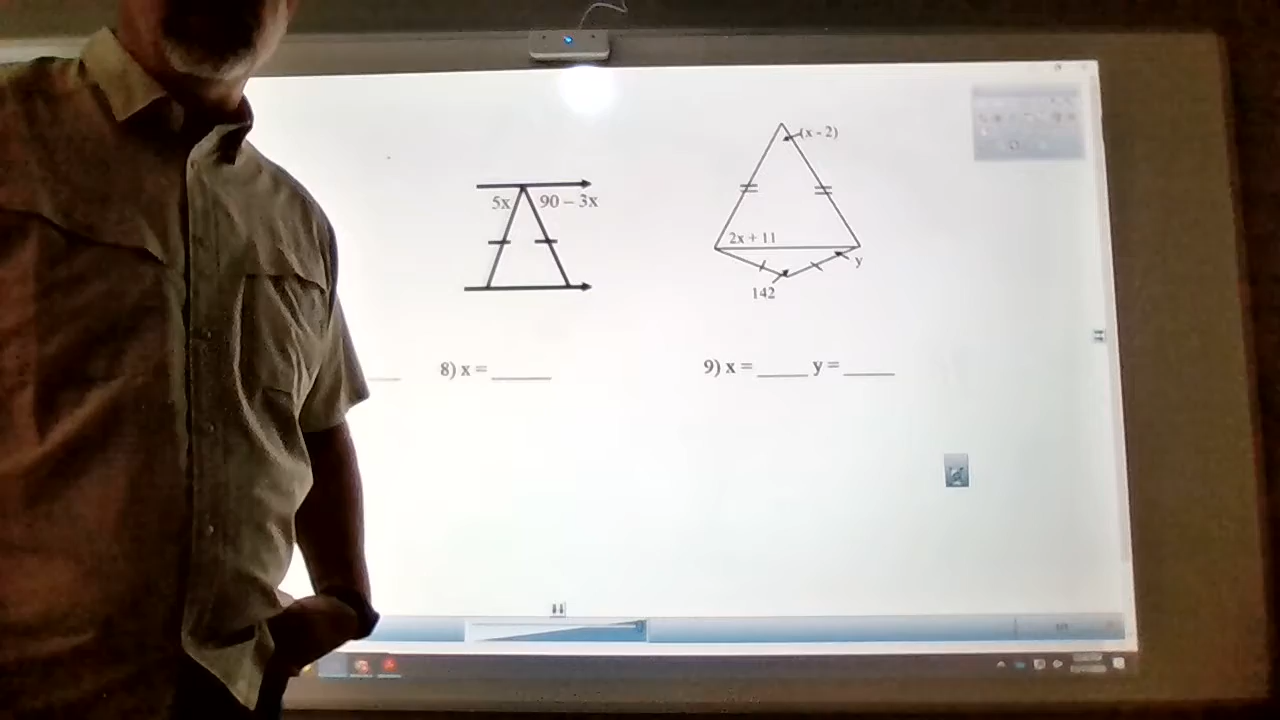 (x - 2)
5x 90 – 3x
2x + 11
y
142
8) x = ______
9) x = _____ y = _____